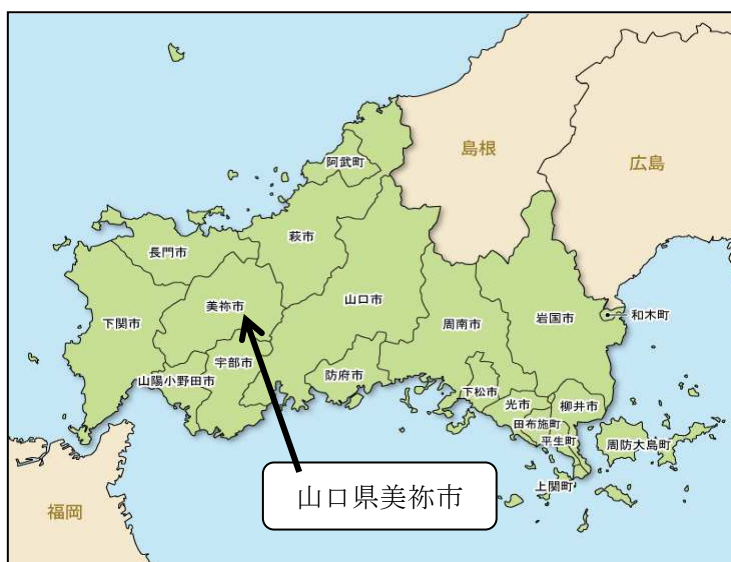 島根
広島
阿武町
萩市
長門市
山口市
美祢市
下関市
周南市
岩国市
和木町
宇部市
山陽小野田市
防府市
下松市
光市
柳井市
田布施町
平生町
周防大島町
上関町
福岡
山口県美祢市